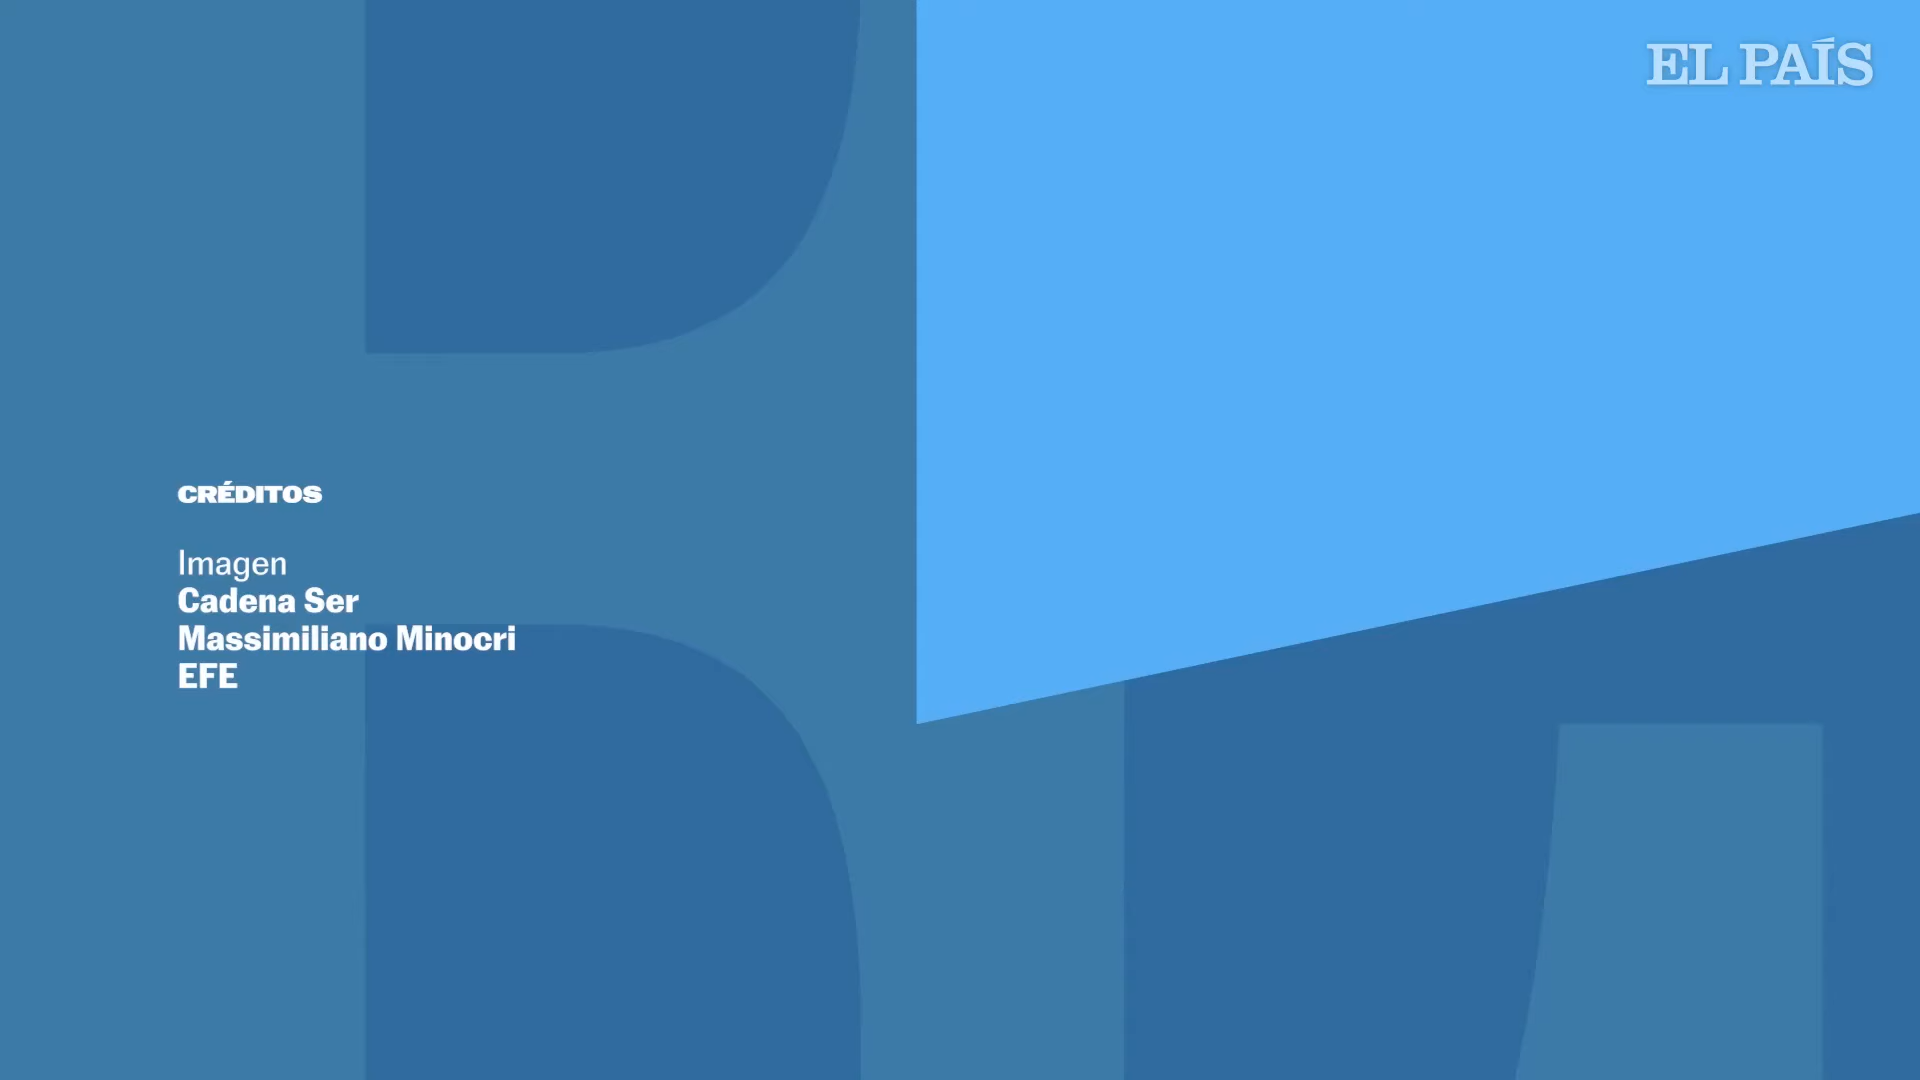 EL PAÍS
CRÉDITOS
Imagen
Cadena Ser
Massimiliano Minocri
EFE